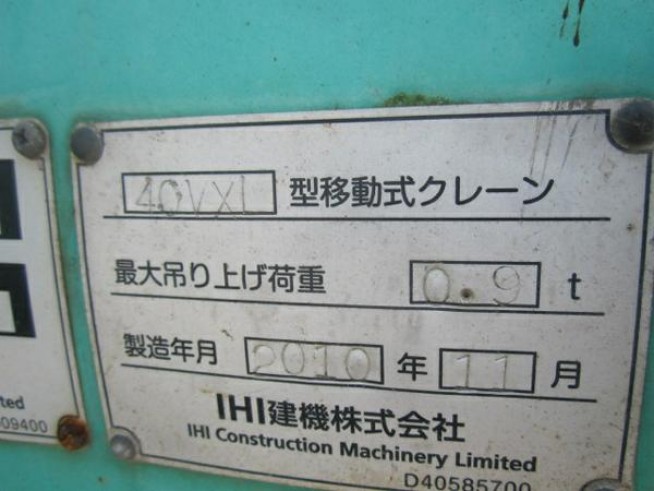 40VXL 型移動式クレーン
最大吊り上げ荷重 0.9 t
製造年月 2010 年 11 月
IHI建機株式会社
IHI Construction Machinery Limited
D40585700
ted
09400